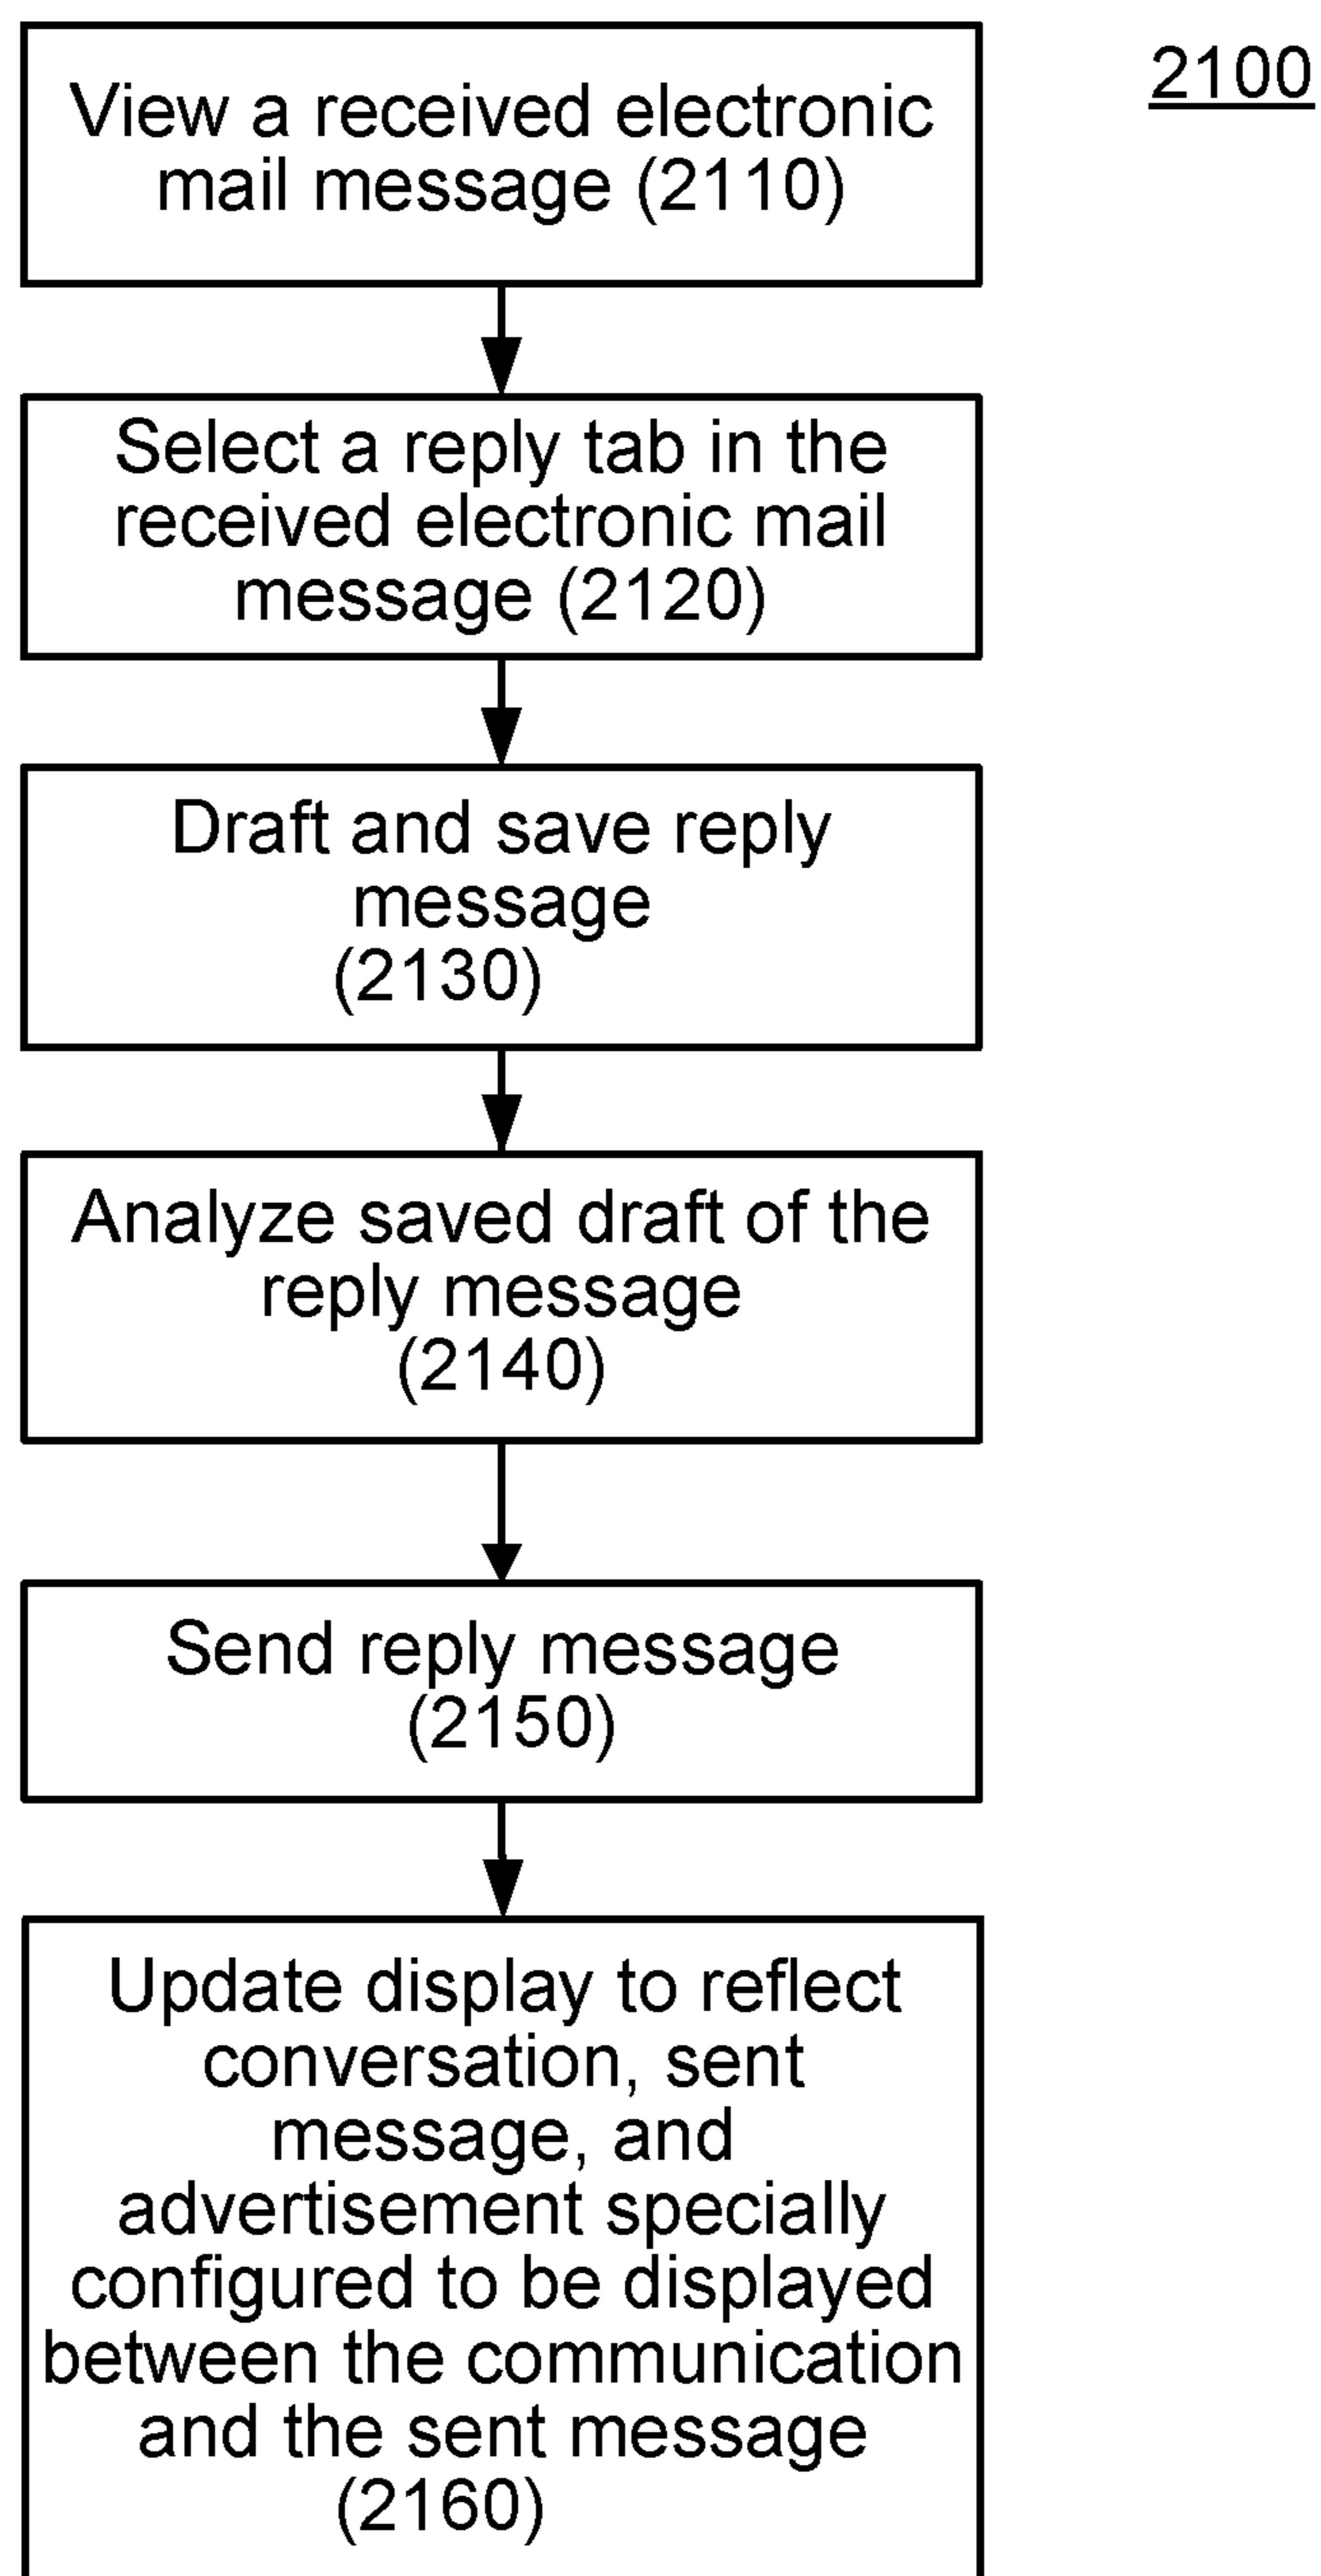 2100
View a received electronic
mail message (2110)
Select a reply tab in the
received electronic mail
message (2120)
Draft and save reply
message
(2130)
Analyze saved draft of the
reply message
(2140)
Send reply message
(2150)
Update display to reflect
conversation, sent
message, and
advertisement specially
configured to be displayed
between the communication
and the sent message
(2160)